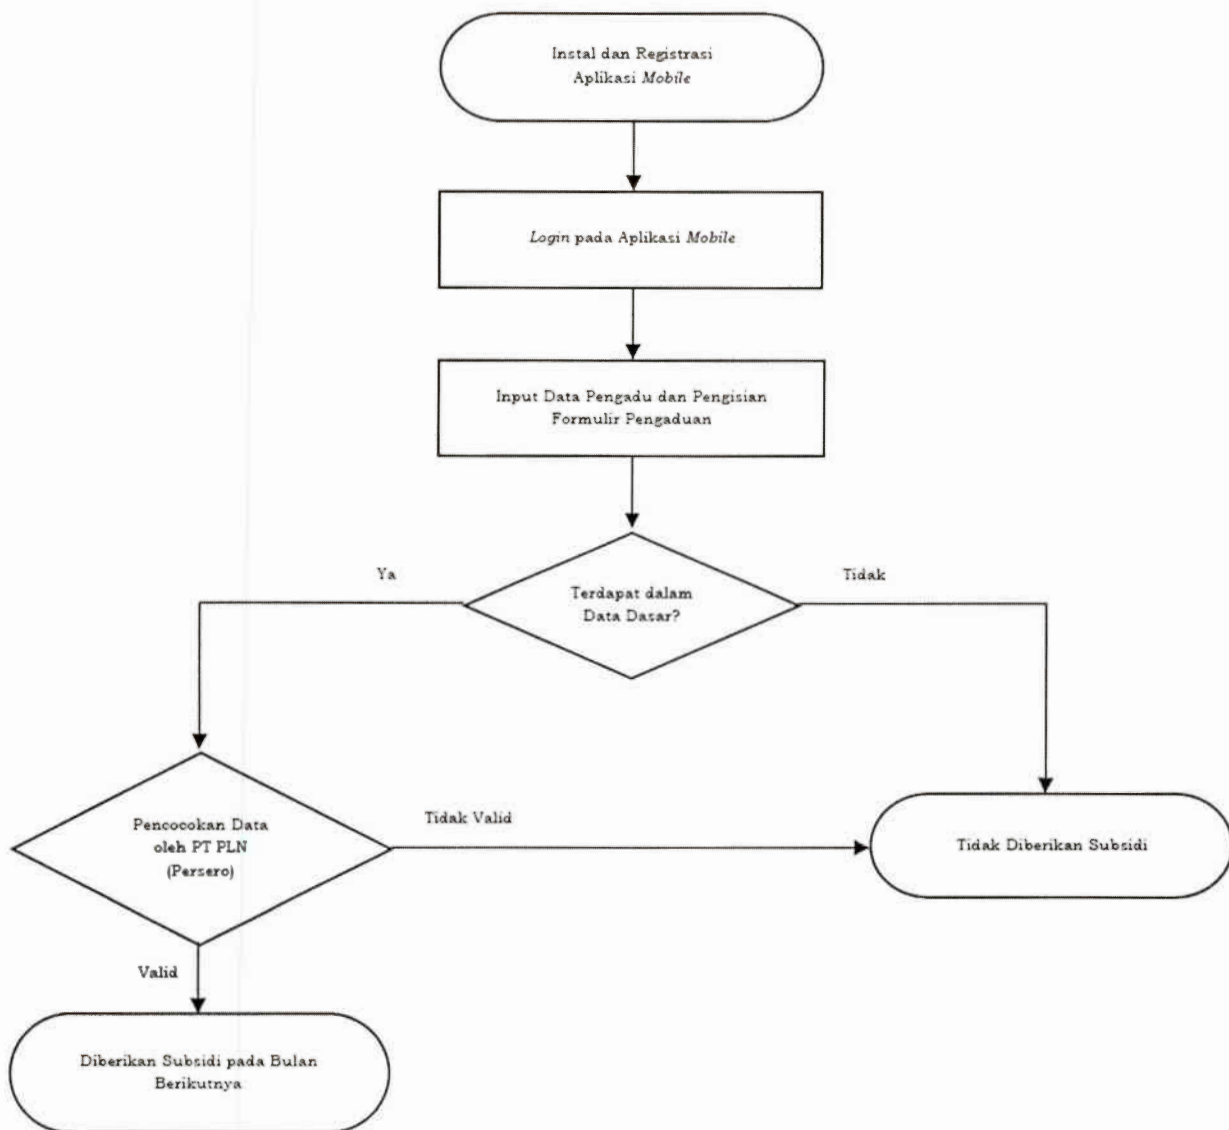 Instal dan Registrasi
Aplikasi Mobile
Login pada Aplikasi Mobile
Input Data Pengadu dan Pengisian
Formulir Pengaduan
Ya
Tidak
Terdapat dalam
Data Dasar?
Pencocokan Data
oleh PT PLN
(Persero)
Tidak Valid
Tidak Diberikan Subsidi
Valid
Diberikan Subsidi pada Bulan
Berikutnya